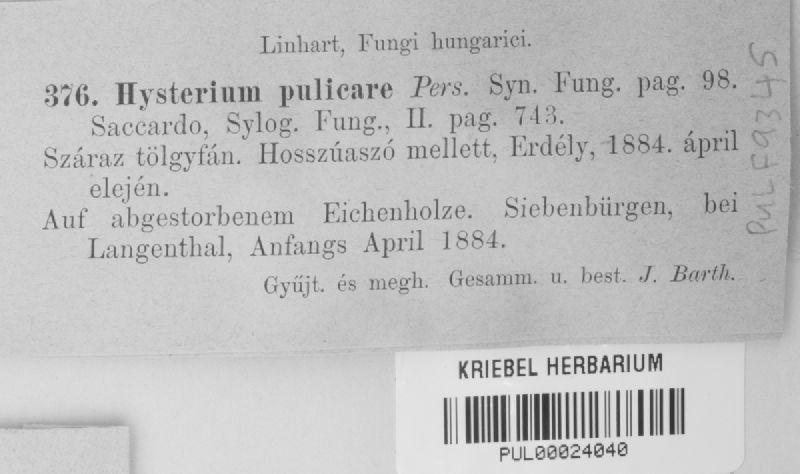 Linhart, Fungi hungarici.
376. Hysterium pulicare Pers. Syn. Fung. pag. 98.
Saccardo, Sylog. Fung., II. pag. 743.
Száraz tölgyfán. Hosszúaszó mellett, Erdély, 1884. ápril
elején.
Auf abgestorbenem Eichenholze. Siebenbürgen, bei
Langenthal, Anfangs April 1884.
Gyűjt. és megh. Gesamm. u. best. J. Barth.
PUL F9345
KRIEBEL HERBARIUM
PUL00024040